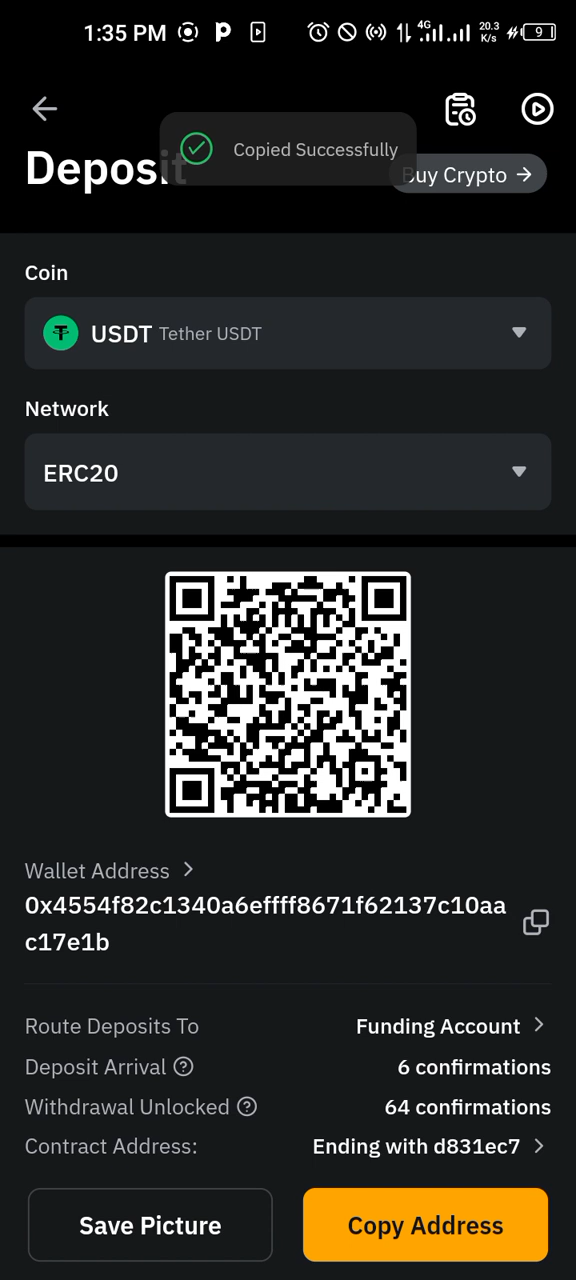 1:35 PM 4G 20.3 K/s 9
Copied Successfully
Deposit
Buy Crypto →
Coin
USDT Tether USDT
Network
ERC20
Wallet Address
0x4554f82c1340a6effff8671f62137c10aa
c17e1b
Route Deposits To Funding Account
Deposit Arrival 6 confirmations
Withdrawal Unlocked 64 confirmations
Contract Address: Ending with d831ec7
Save Picture Copy Address